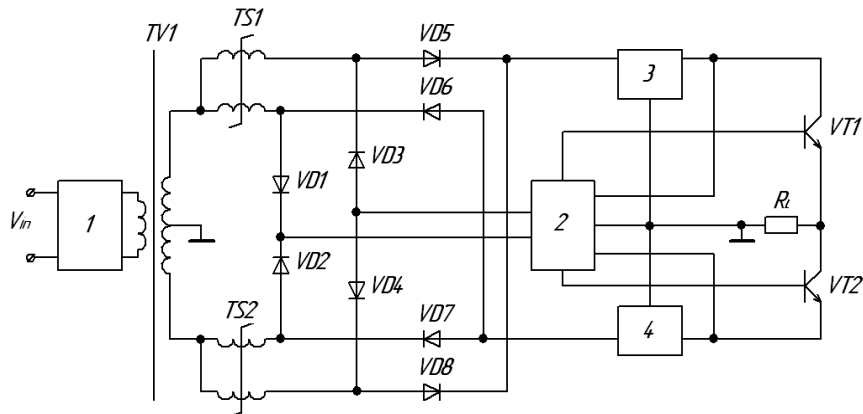 TV1
TS1
VD5
VD6
3
VD3
VT1
VD1
Vin
1
2
Rl
VD2
VD4
VT2
TS2
VD7
4
VD8